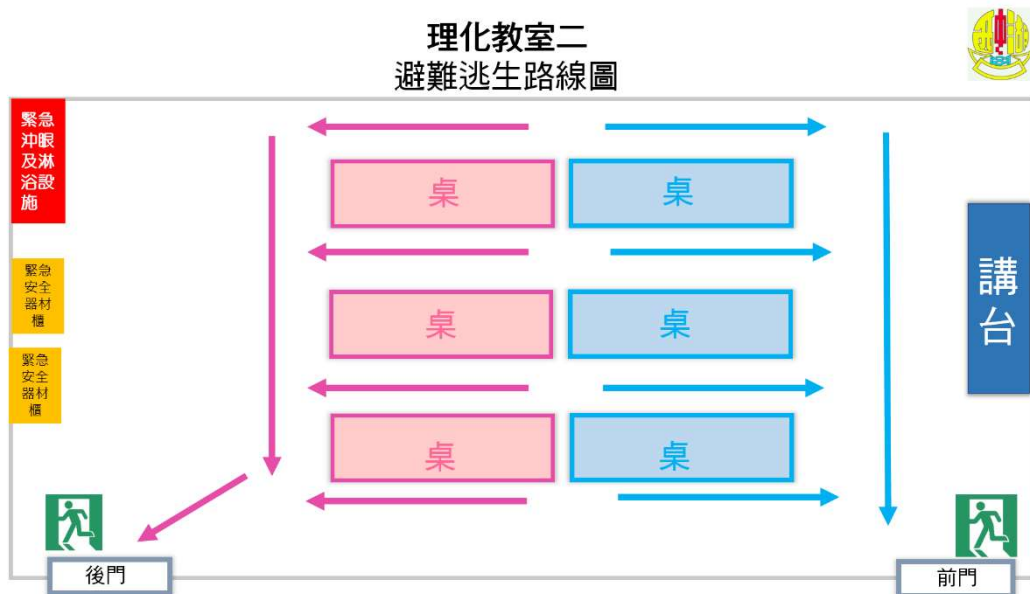 理化教室二
避難逃生路線圖
緊急
沖眼
及淋
浴設
施
桌
桌
緊急
安全
器材
櫃
桌
桌
講
台
緊急
安全
器材
櫃
桌
桌
後門
前門